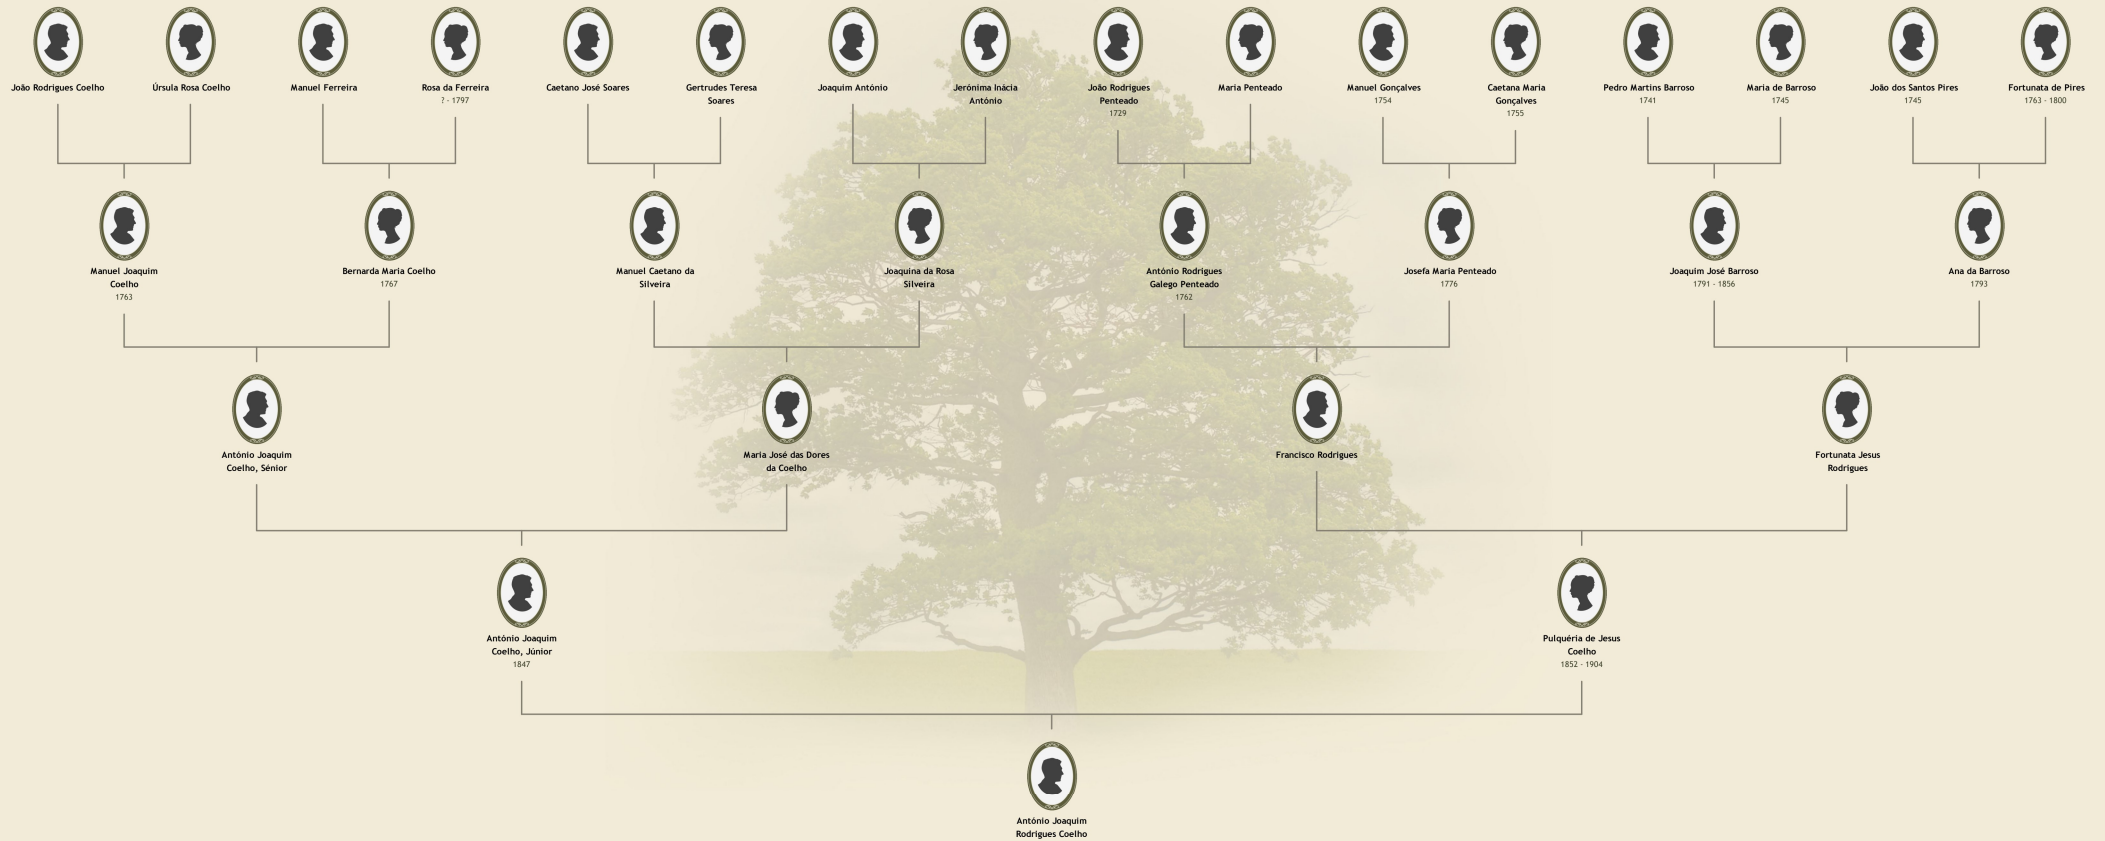 João Rodrigues Coelho
Úrsula Rosa Coelho
Manuel Ferreira
Rosa da Ferreira
? - 1797
Caetano José Soares
Gertrudes Teresa
Soares
Joaquim António
Jerónima Inácia
António
João Rodrigues
Penteado
1729
Maria Penteado
Manuel Gonçalves
1754
Caetana Maria
Gonçalves
1755
Pedro Martins Barroso
1741
Maria de Barroso
1745
João dos Santos Pires
1745
Fortunata de Pires
1763 - 1800
Manuel Joaquim
Coelho
1763
Bernarda Maria Coelho
1767
Manuel Caetano da
Silveira
Joaquina da Rosa
Silveira
António Rodrigues
Galego Penteado
1762
Josefa Maria Penteado
1776
Joaquim José Barroso
1791 - 1856
Ana da Barroso
1793
António Joaquim
Coelho, Sénior
Maria José das Dores
da Coelho
Francisco Rodrigues
Fortunata Jesus
Rodrigues
António Joaquim
Coelho, Júnior
1847
Pulquéria de Jesus
Coelho
1852 - 1904
António Joaquim
Rodrigues Coelho